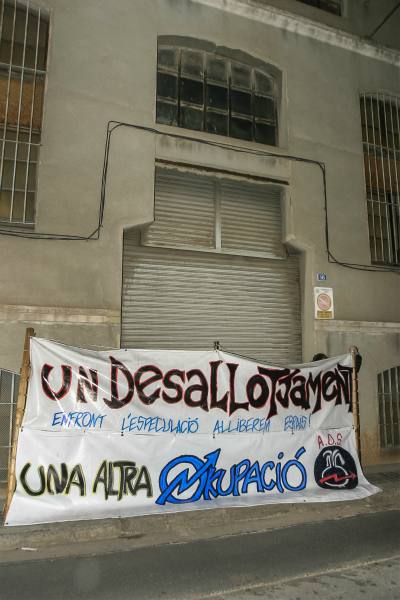 UN DESALLOTJAMENT
ENFRONT L'ESPECULACIÓ ALLIBEREM ESPAIS!
UNA ALTRA OKUPACIÓ
A.D.S